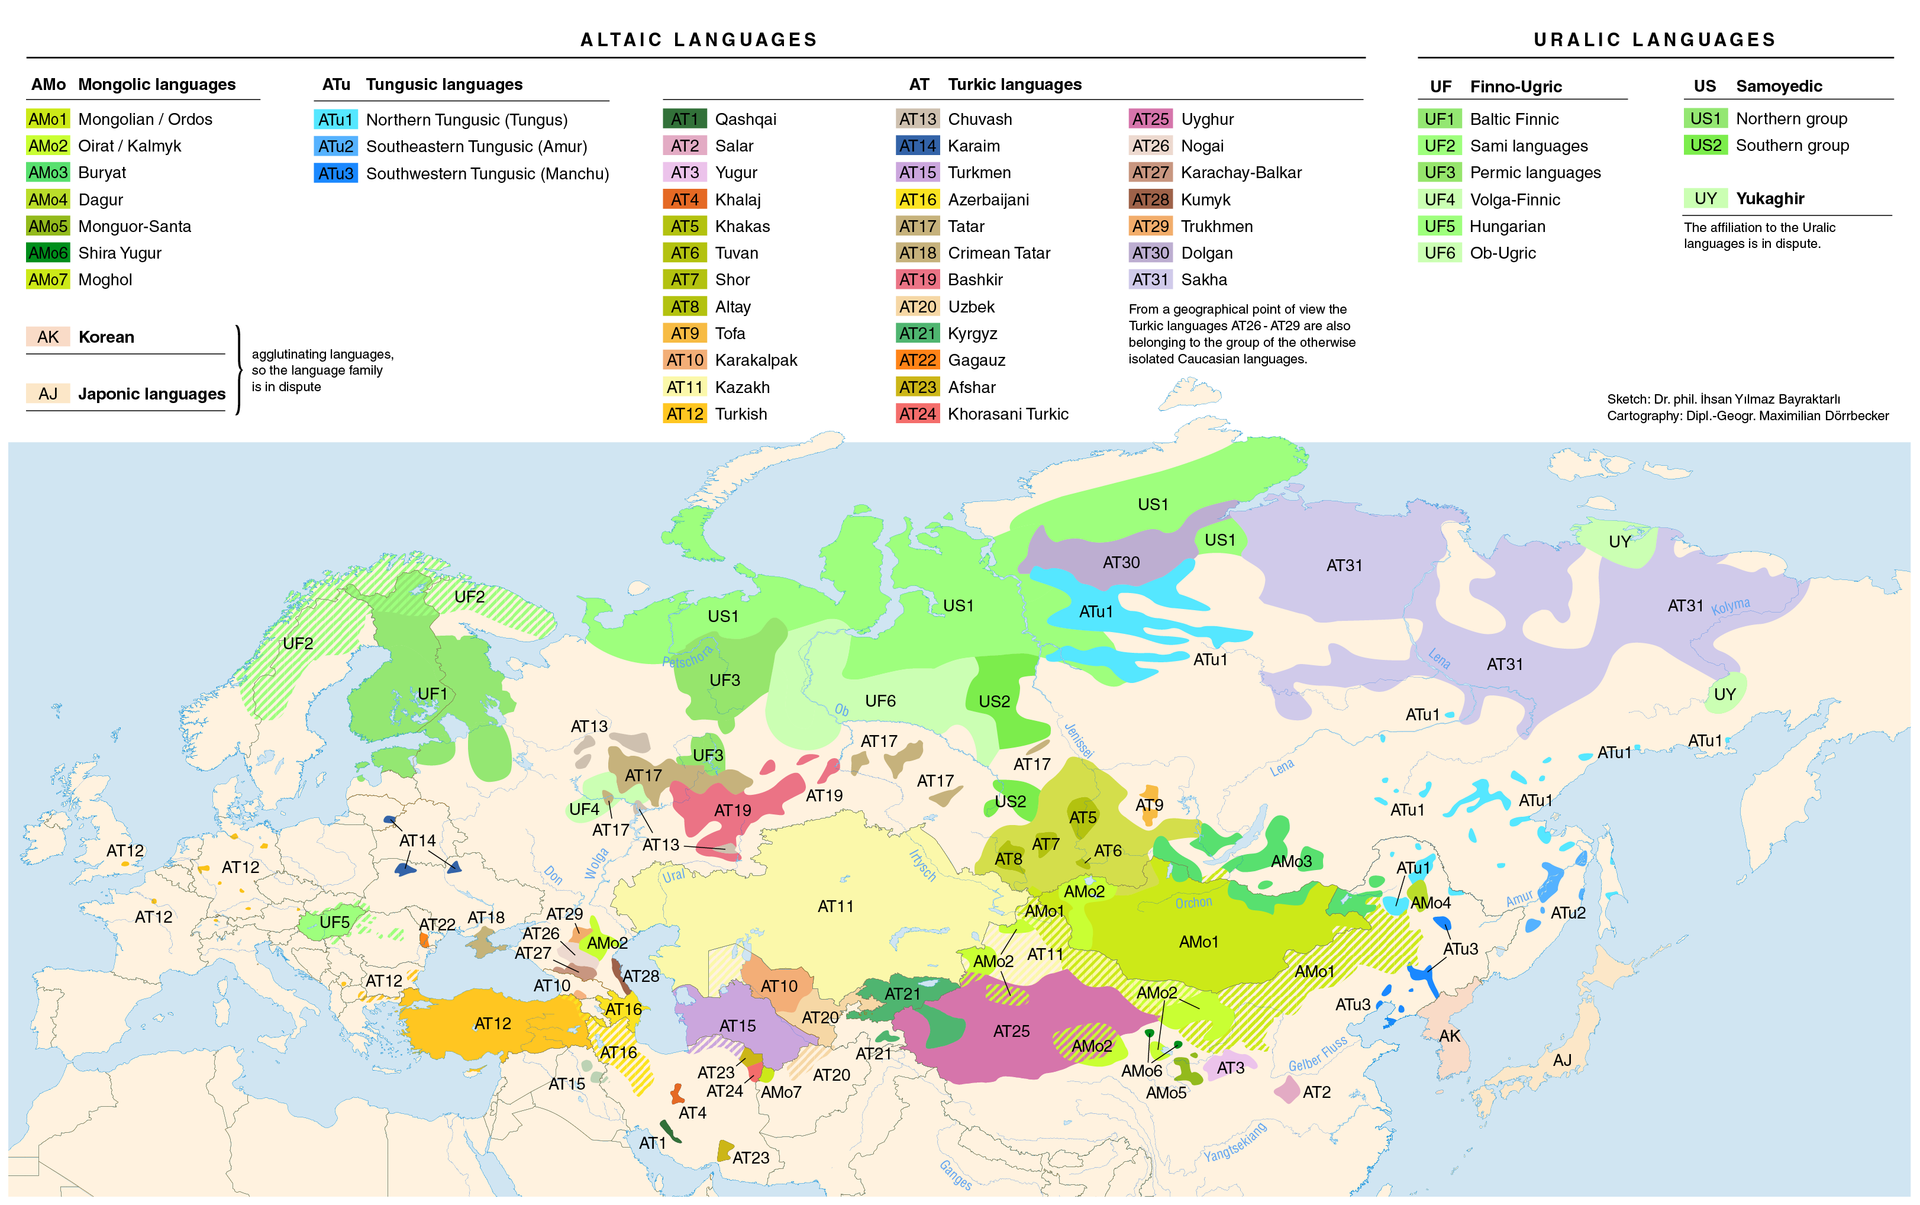 ALTAIC LANGUAGES
URALIC LANGUAGES
AMo Mongolic languages
AMo1 Mongolian / Ordos
AMo2 Oirat / Kalmyk
AMo3 Buryat
AMo4 Dagur
AMo5 Monguor-Santa
AMo6 Shira Yugur
AMo7 Moghol
AK Korean
AJ Japonic languages
agglutinating languages,
so the language family
is in dispute
ATu Tungusic languages
ATu1 Northern Tungusic (Tungus)
ATu2 Southeastern Tungusic (Amur)
ATu3 Southwestern Tungusic (Manchu)
AT Turkic languages
AT1 Qashqai
AT2 Salar
AT3 Yugur
AT4 Khalaj
AT5 Khakas
AT6 Tuvan
AT7 Shor
AT8 Altay
AT9 Tofa
AT10 Karakalpak
AT11 Kazakh
AT12 Turkish
AT13 Chuvash
AT14 Karaim
AT15 Turkmen
AT16 Azerbaijani
AT17 Tatar
AT18 Crimean Tatar
AT19 Bashkir
AT20 Uzbek
AT21 Kyrgyz
AT22 Gagauz
AT23 Afshar
AT24 Khorasani Turkic
AT25 Uyghur
AT26 Nogai
AT27 Karachay-Balkar
AT28 Kumyk
AT29 Trukhmen
AT30 Dolgan
AT31 Sakha
From a geographical point of view the
Turkic languages AT26 - AT29 are also
belonging to the group of the otherwise
isolated Caucasian languages.
UF Finno-Ugric
UF1 Baltic Finnic
UF2 Sami languages
UF3 Permic languages
UF4 Volga-Finnic
UF5 Hungarian
UF6 Ob-Ugric
US Samoyedic
US1 Northern group
US2 Southern group
UY Yukaghir
The affiliation to the Uralic
languages is in dispute.
Sketch: Dr. phil. İhsan Yılmaz Bayraktarlı
Cartography: Dipl.-Geogr. Maximilian Dörrbecker
US1
US1
UY
AT30
AT31
UF2
US1
US1
ATu1
AT31
Kolyma
UF2
Petschora
ATu1
Lena
AT31
UF3
UF1
UF6
US2
UY
Ob
ATu1
AT13
Jenissei
AT17
ATu1
UF3
ATu1
AT17
Lena
AT17
AT17
AT19
US2
AT9
ATu1
UF4
AT19
ATu1
AT17
AT5
AT14
AT13
AT7
AT12
AT12
AT8
AT6
AMo3
Don
Wolga
Ural
Irtysch
ATu1
AMo2
Orchon
AMo4
Amur
AT12
UF5
AT22
AT18
AT29
AT11
AMo1
ATu2
AT26
AMo2
AMo1
ATu3
AT27
AT11
AMo2
AMo1
AT12
AT10
AT28
AT10
AT21
AMo2
ATu3
AT16
AT12
AT15
AT20
AT25
AK
AT16
AT21
AMo2
Gelber Fluss
AJ
AT15
AT23
AT20
AMo6
AT3
AT24
AMo7
AMo5
AT2
AT4
AT1
AT23
Yangtsekiang
Ganges